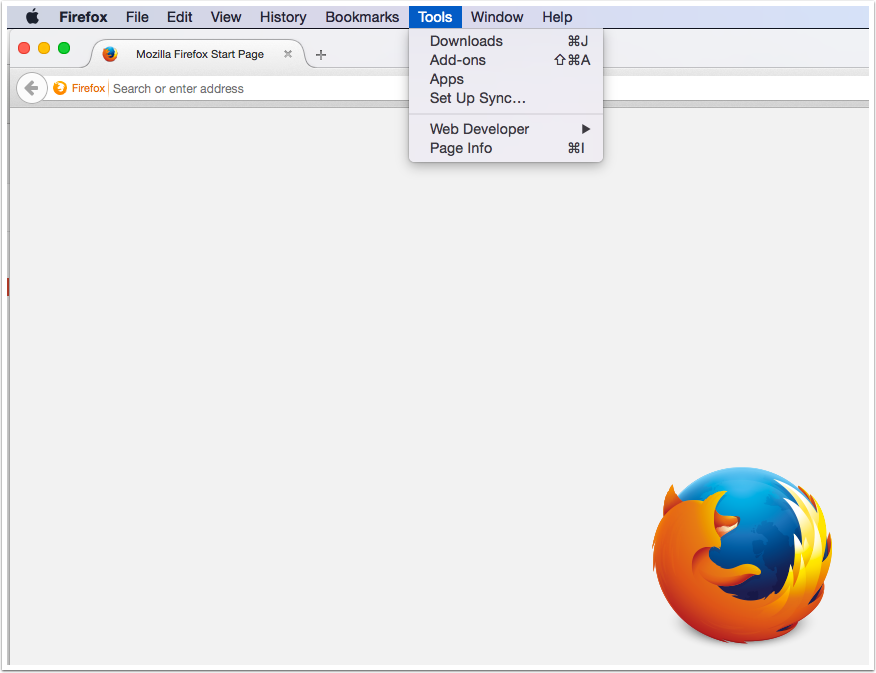 Firefox File Edit View History Bookmarks Tools Window Help
Mozilla Firefox Start Page
Firefox Search or enter address
Downloads ⌘J
Add-ons ⇧⌘A
Apps
Set Up Sync...
Web Developer ▶
Page Info ⌘I